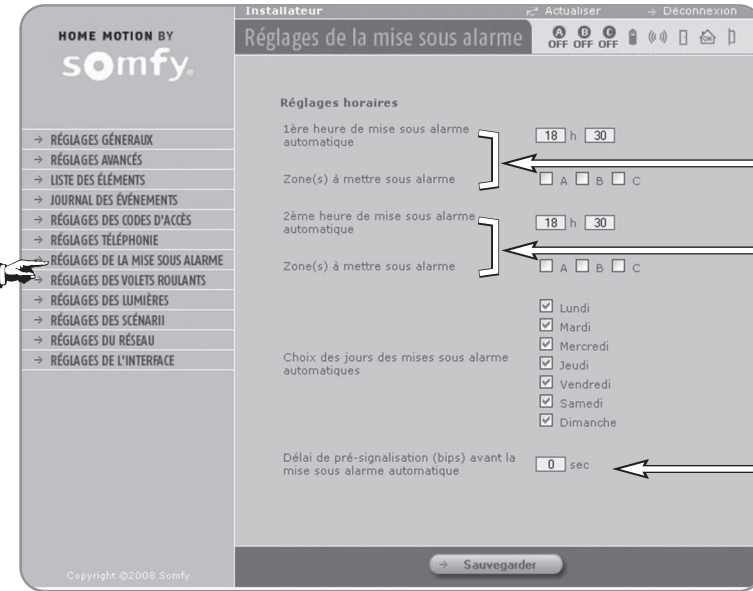 Installateur
Actualiser
Déconnexion
HOME MOTION BY
somfy.
Réglages de la mise sous alarme
A B C
OFF OFF OFF
OK
RÉGLAGES GÉNERAUX
RÉGLAGES AVANCÉS
LISTE DES ÉLÉMENTS
JOURNAL DES ÉVÉNEMENTS
RÉGLAGES DES CODES D'ACCÈS
RÉGLAGES TÉLÉPHONIE
RÉGLAGES DE LA MISE SOUS ALARME
RÉGLAGES DES VOLETS ROULANTS
RÉGLAGES DES LUMIÈRES
RÉGLAGES DES SCÉNARII
RÉGLAGES DU RÉSEAU
RÉGLAGES DE L'INTERFACE
Copyright ©2008 Somfy
Réglages horaires
1ère heure de mise sous alarme
automatique
18 h 30
Zone(s) à mettre sous alarme
A B C
2ème heure de mise sous alarme
automatique
18 h 30
Zone(s) à mettre sous alarme
A B C
Choix des jours des mises sous alarme
automatiques
Lundi
Mardi
Mercredi
Jeudi
Vendredi
Samedi
Dimanche
Délai de pré-signalisation (bips) avant la
mise sous alarme automatique
0 sec
Sauvegarder